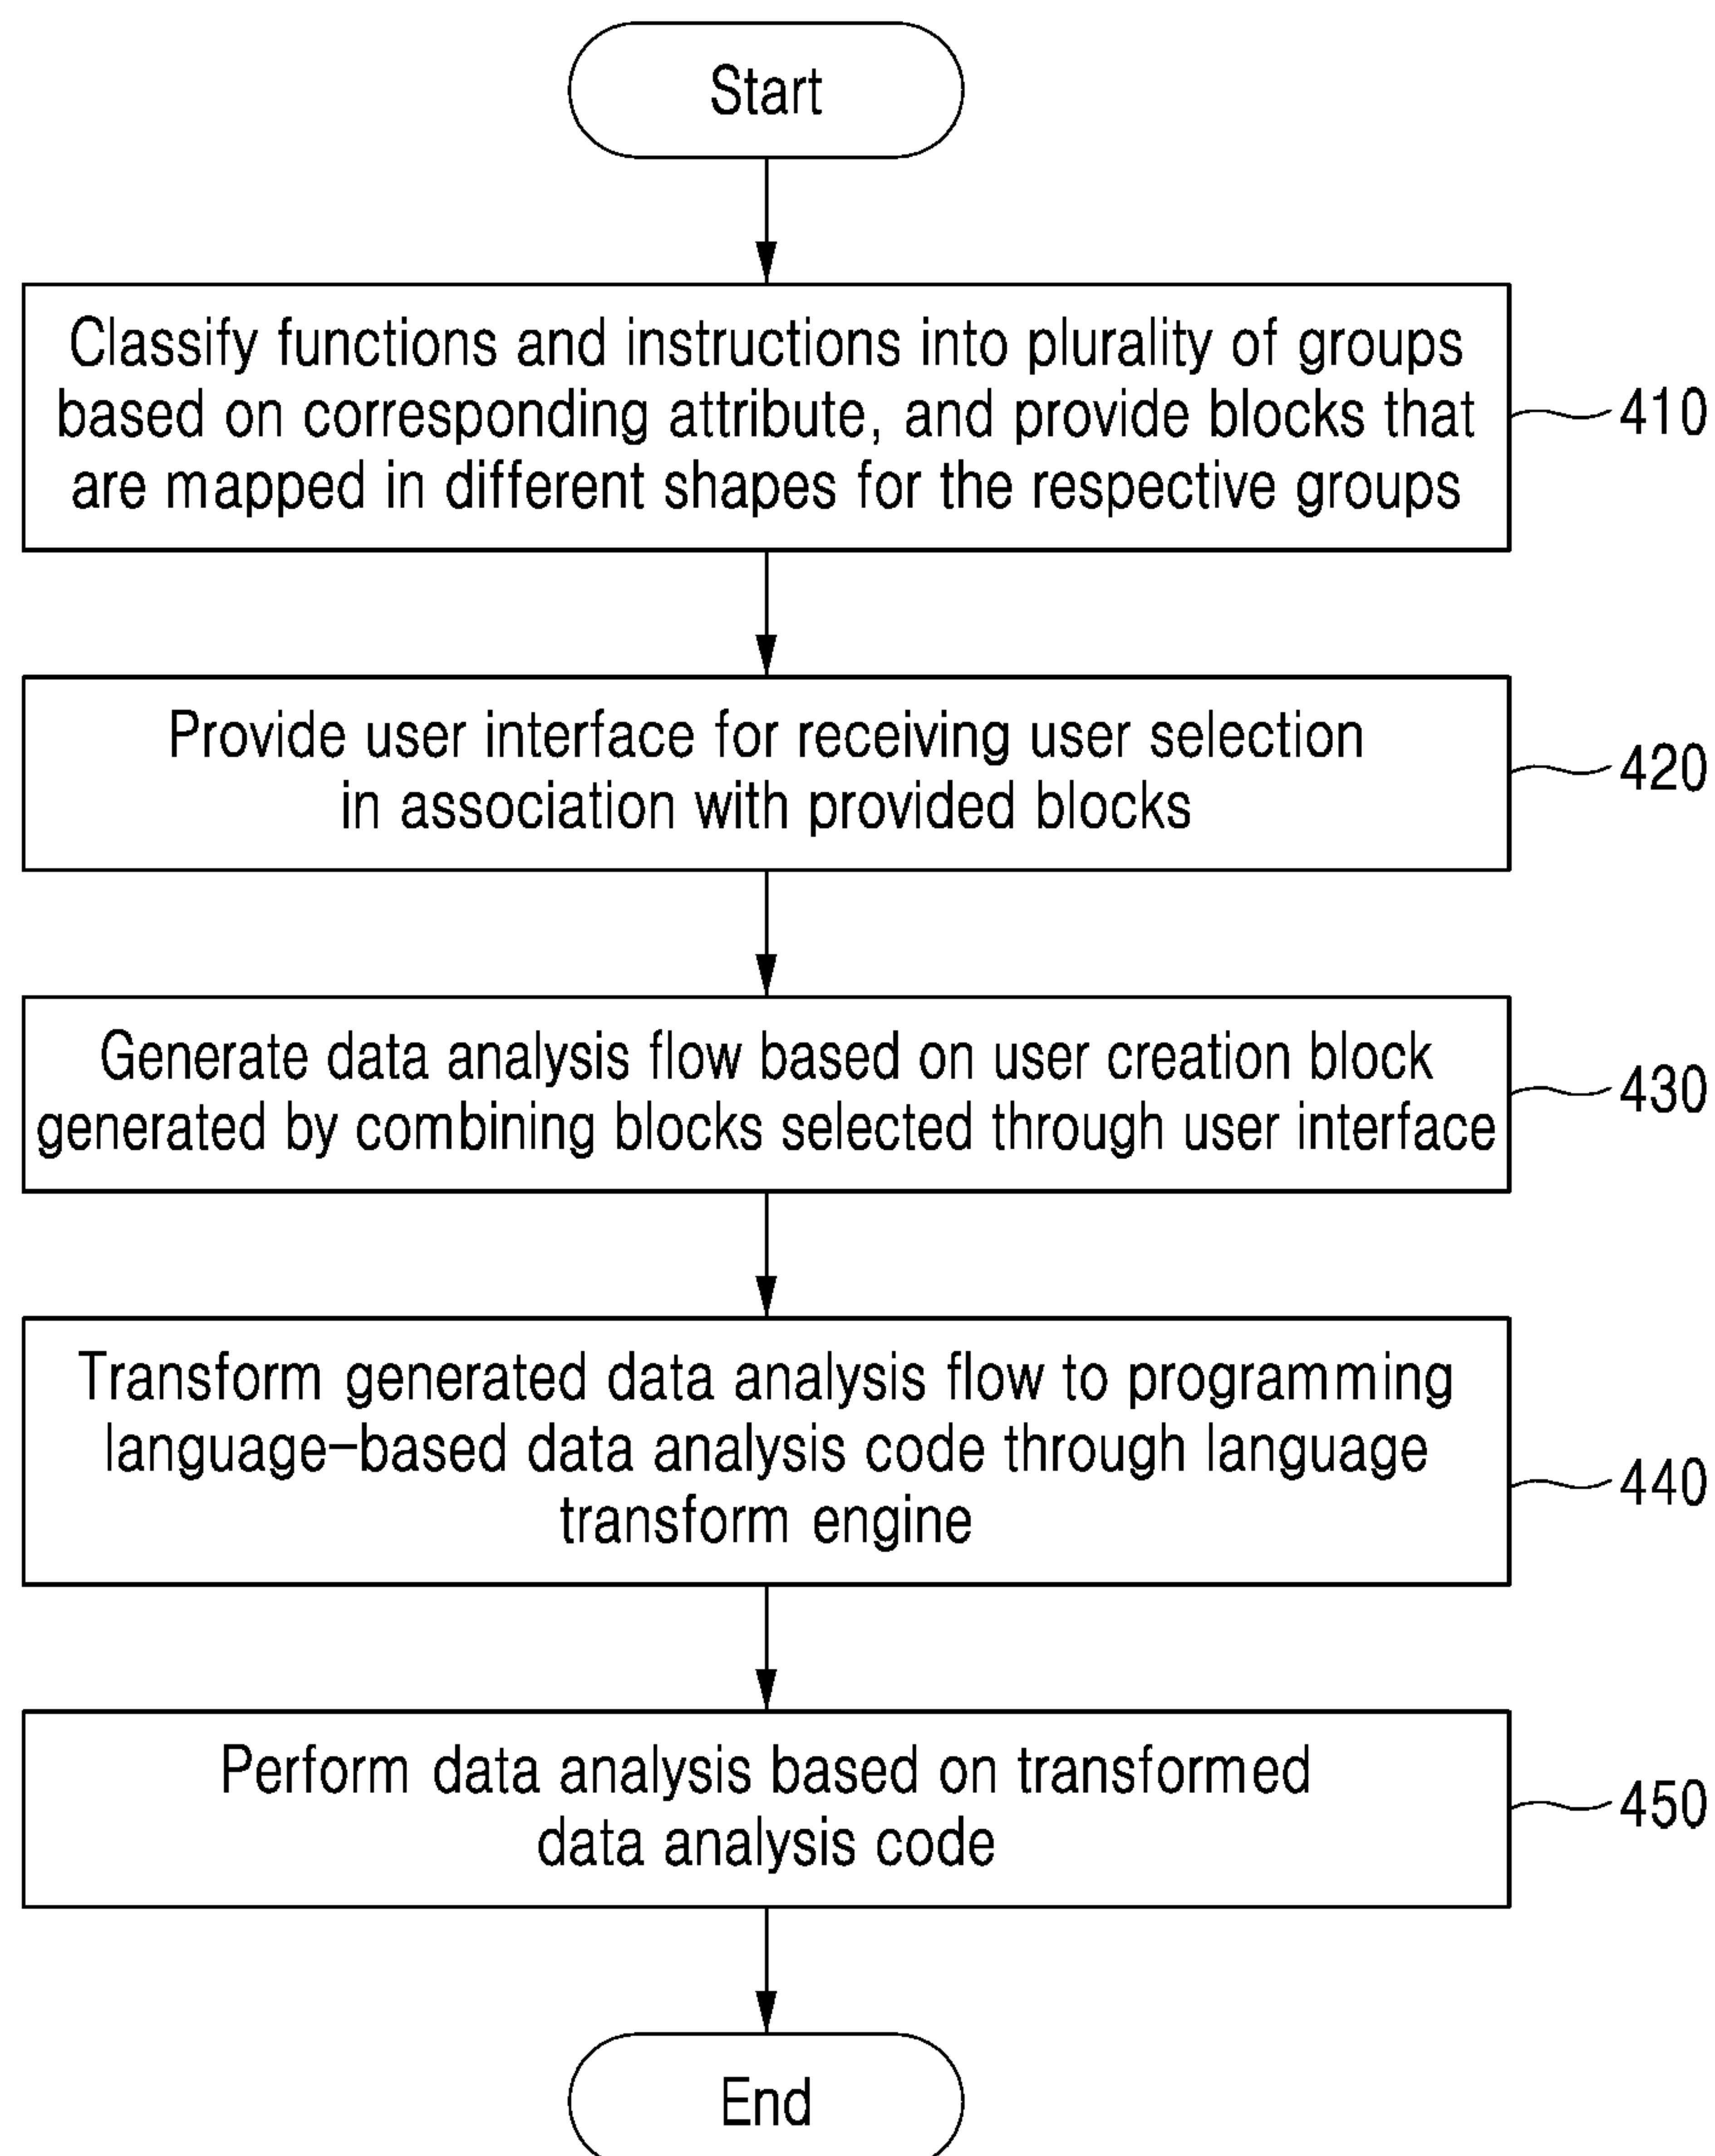 Start
Classify functions and instructions into plurality of groups
based on corresponding attribute, and provide blocks that
are mapped in different shapes for the respective groups
410
Provide user interface for receiving user selection
in association with provided blocks
420
Generate data analysis flow based on user creation block
generated by combining blocks selected through user interface
430
Transform generated data analysis flow to programming
language-based data analysis code through language
transform engine
440
Perform data analysis based on transformed
data analysis code
450
End